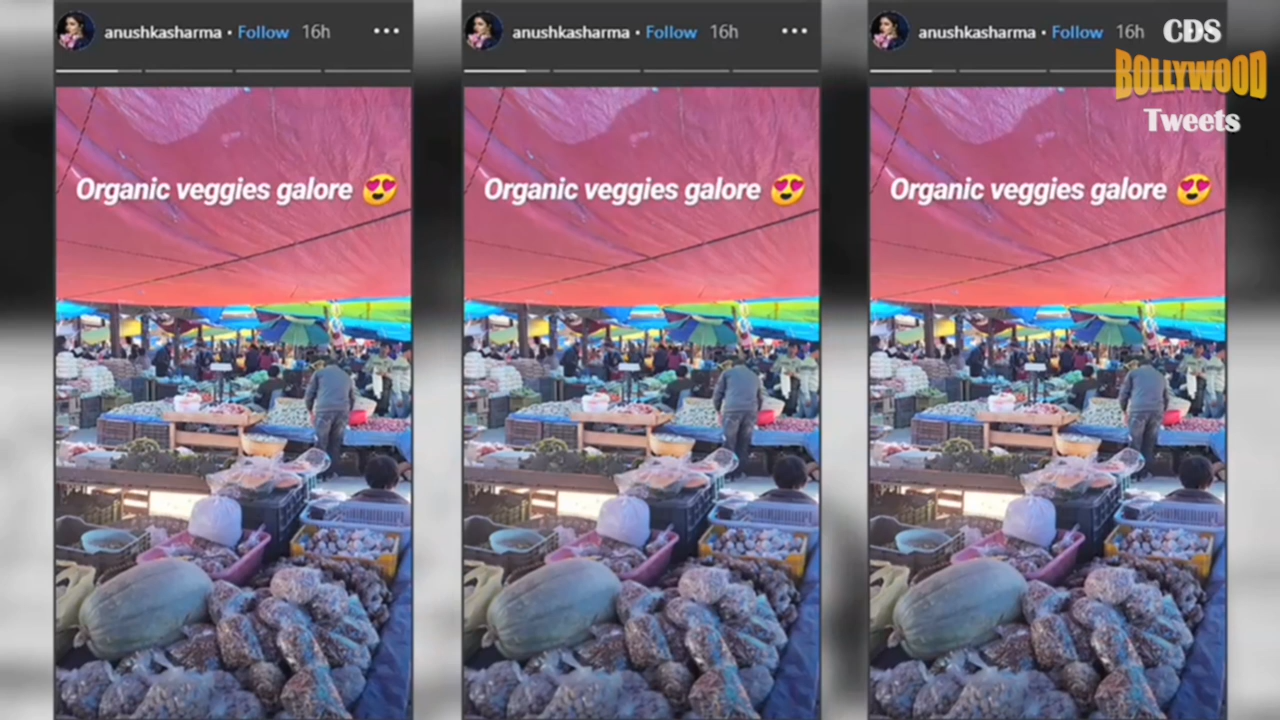 anushkasharma • Follow 16h
Organic veggies galore 😍
anushkasharma • Follow 16h
Organic veggies galore 😍
anushkasharma • Follow 16h
Organic veggies galore 😍
CDS
BOLLYWOOD
Tweets